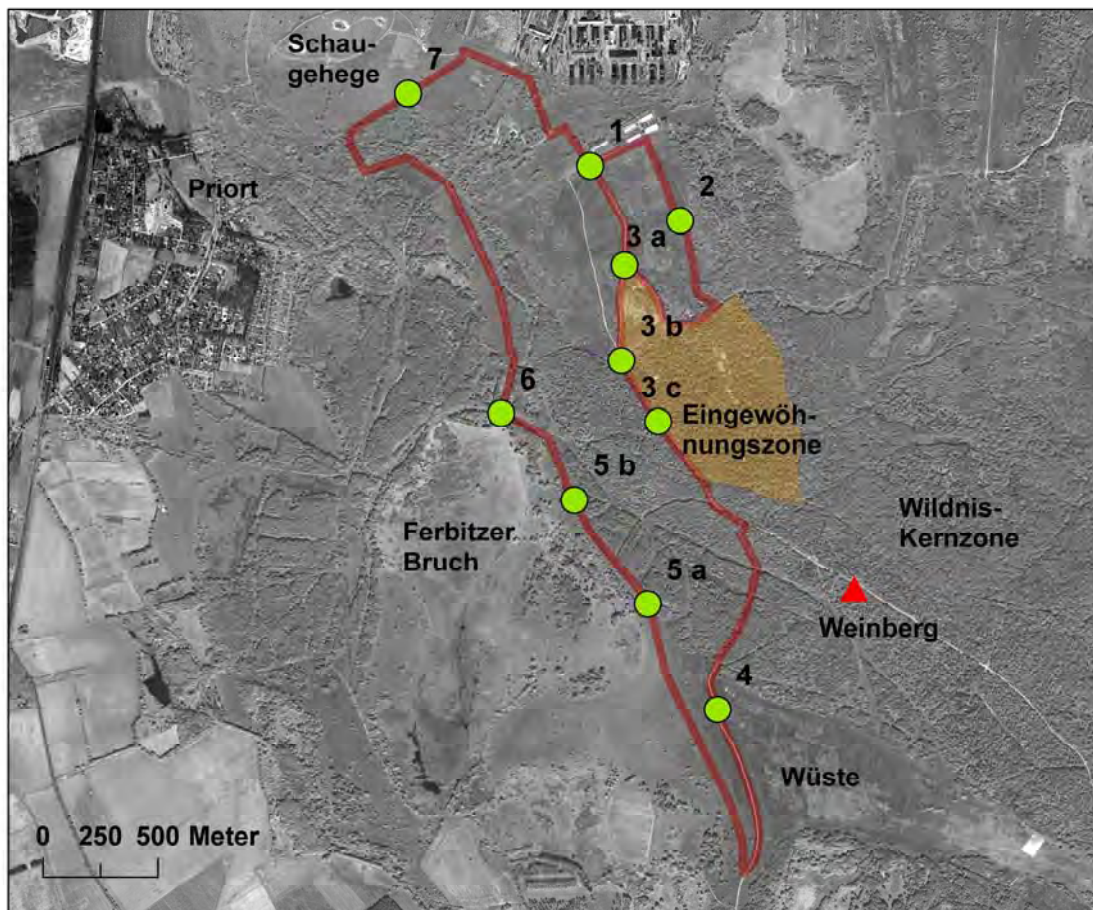 Schau-
gehege
7
1
Priort
2
3 a
3 b
3 c
6
Eingewöh-
nungszone
5 b
Wildnis-
Kernzone
Ferbitzer
Bruch
5 a
Weinberg
4
Wüste
0 250 500 Meter